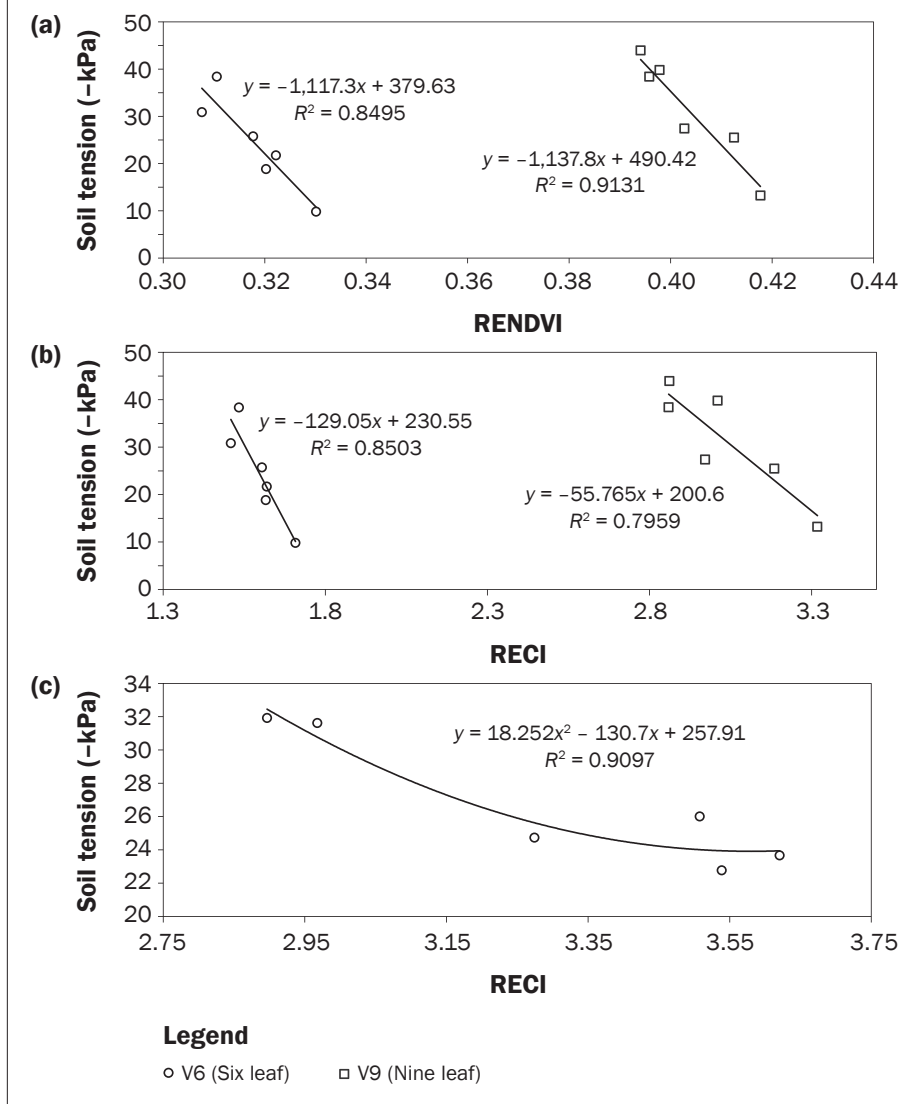 (a)
Soil tension (–kPa)
50
40
30
20
10
0
y = –1,117.3x + 379.63
R² = 0.8495
y = –1,137.8x + 490.42
R² = 0.9131
0.30 0.32 0.34 0.36 0.38 0.40 0.42 0.44
RENDVI
(b)
Soil tension (–kPa)
50
40
30
20
10
0
y = –129.05x + 230.55
R² = 0.8503
y = –55.765x + 200.6
R² = 0.7959
1.3 1.8 2.3 2.8 3.3
RECI
(c)
Soil tension (–kPa)
34
32
30
28
26
24
22
20
y = 18.252x² – 130.7x + 257.91
R² = 0.9097
2.75 2.95 3.15 3.35 3.55 3.75
RECI
Legend
V6 (Six leaf) V9 (Nine leaf)